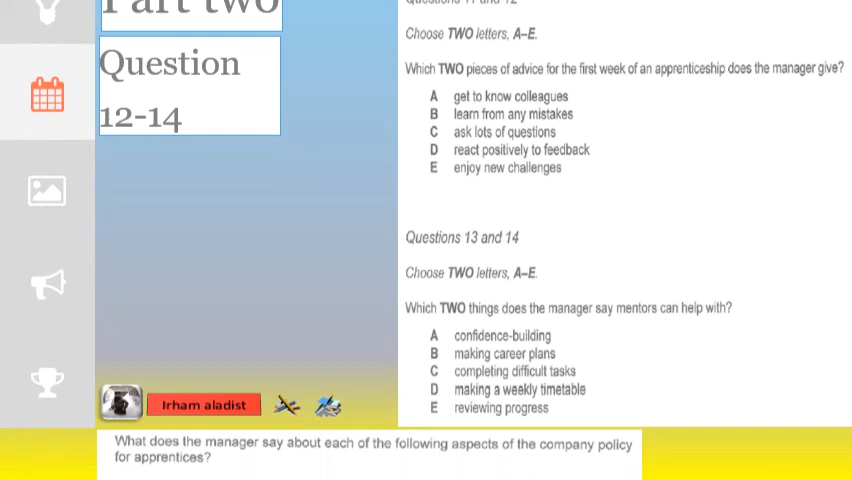 Part two
Question
12-14
Questions 11 and 12
Choose TWO letters, A–E.
Which TWO pieces of advice for the first week of an apprenticeship does the manager give?
A get to know colleagues
B learn from any mistakes
C ask lots of questions
D react positively to feedback
E enjoy new challenges
Questions 13 and 14
Choose TWO letters, A–E.
Which TWO things does the manager say mentors can help with?
A confidence-building
B making career plans
C completing difficult tasks
D making a weekly timetable
E reviewing progress
Irham aladist
What does the manager say about each of the following aspects of the company policy
for apprentices?